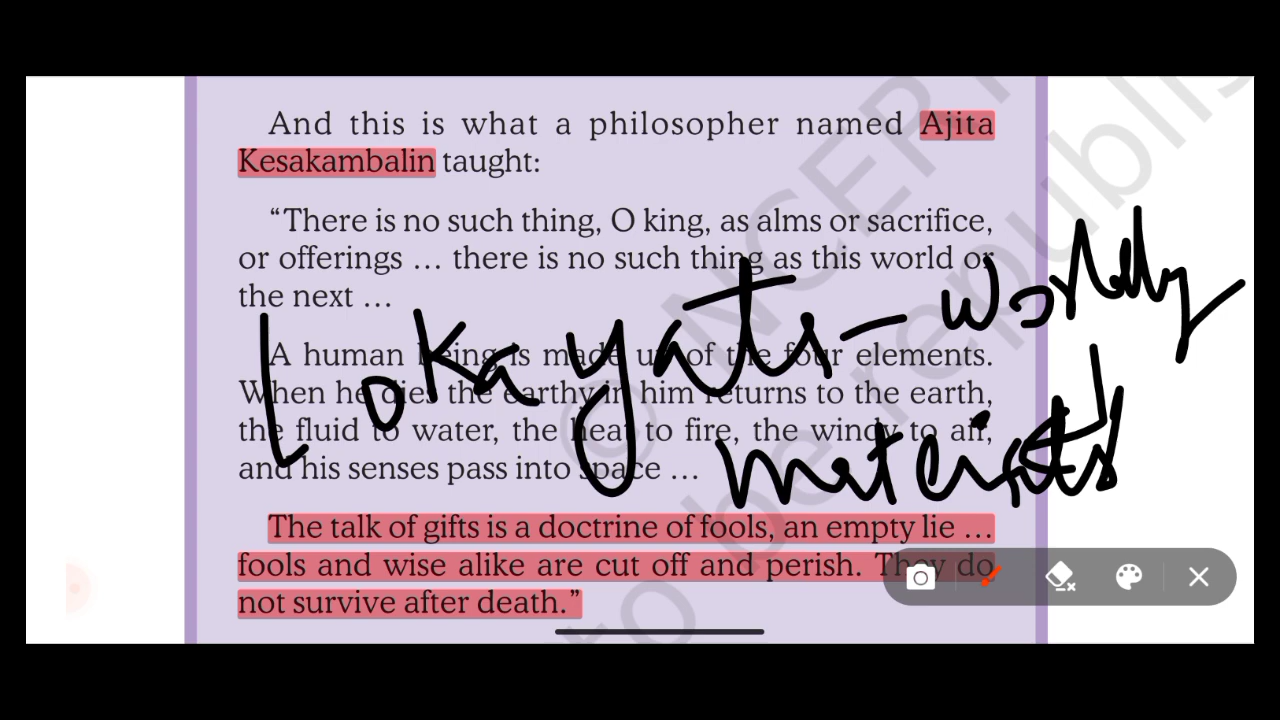 And this is what a philosopher named Ajita
Kesakambalin taught:
“There is no such thing, O king, as alms or sacrifice,
or offerings … there is no such thing as this world or
the next …
Lokayats - worldly
A human being is made up of the four elements.
When he dies the earthy in him returns to the earth,
the fluid to water, the heat to fire, the windy to air,
and his senses pass into space …
The talk of gifts is a doctrine of fools, an empty lie …
fools and wise alike are cut off and perish. They do
not survive after death.”
© NCERT
to be republis